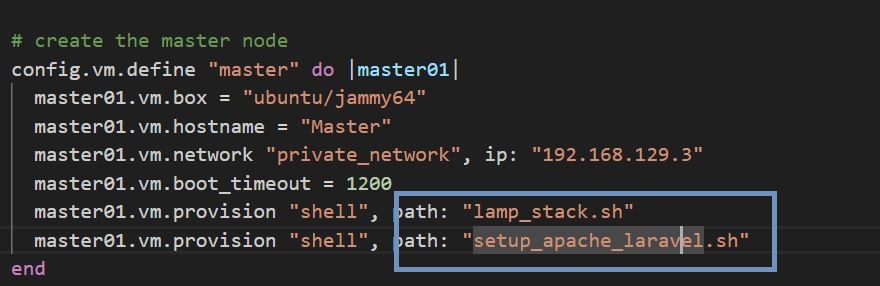 # create the master node
config.vm.define "master" do |master01|
  master01.vm.box = "ubuntu/jammy64"
  master01.vm.hostname = "Master"
  master01.vm.network "private_network", ip: "192.168.129.3"
  master01.vm.boot_timeout = 1200
  master01.vm.provision "shell", path: "lamp_stack.sh"
  master01.vm.provision "shell", path: "setup_apache_laravel.sh"
end